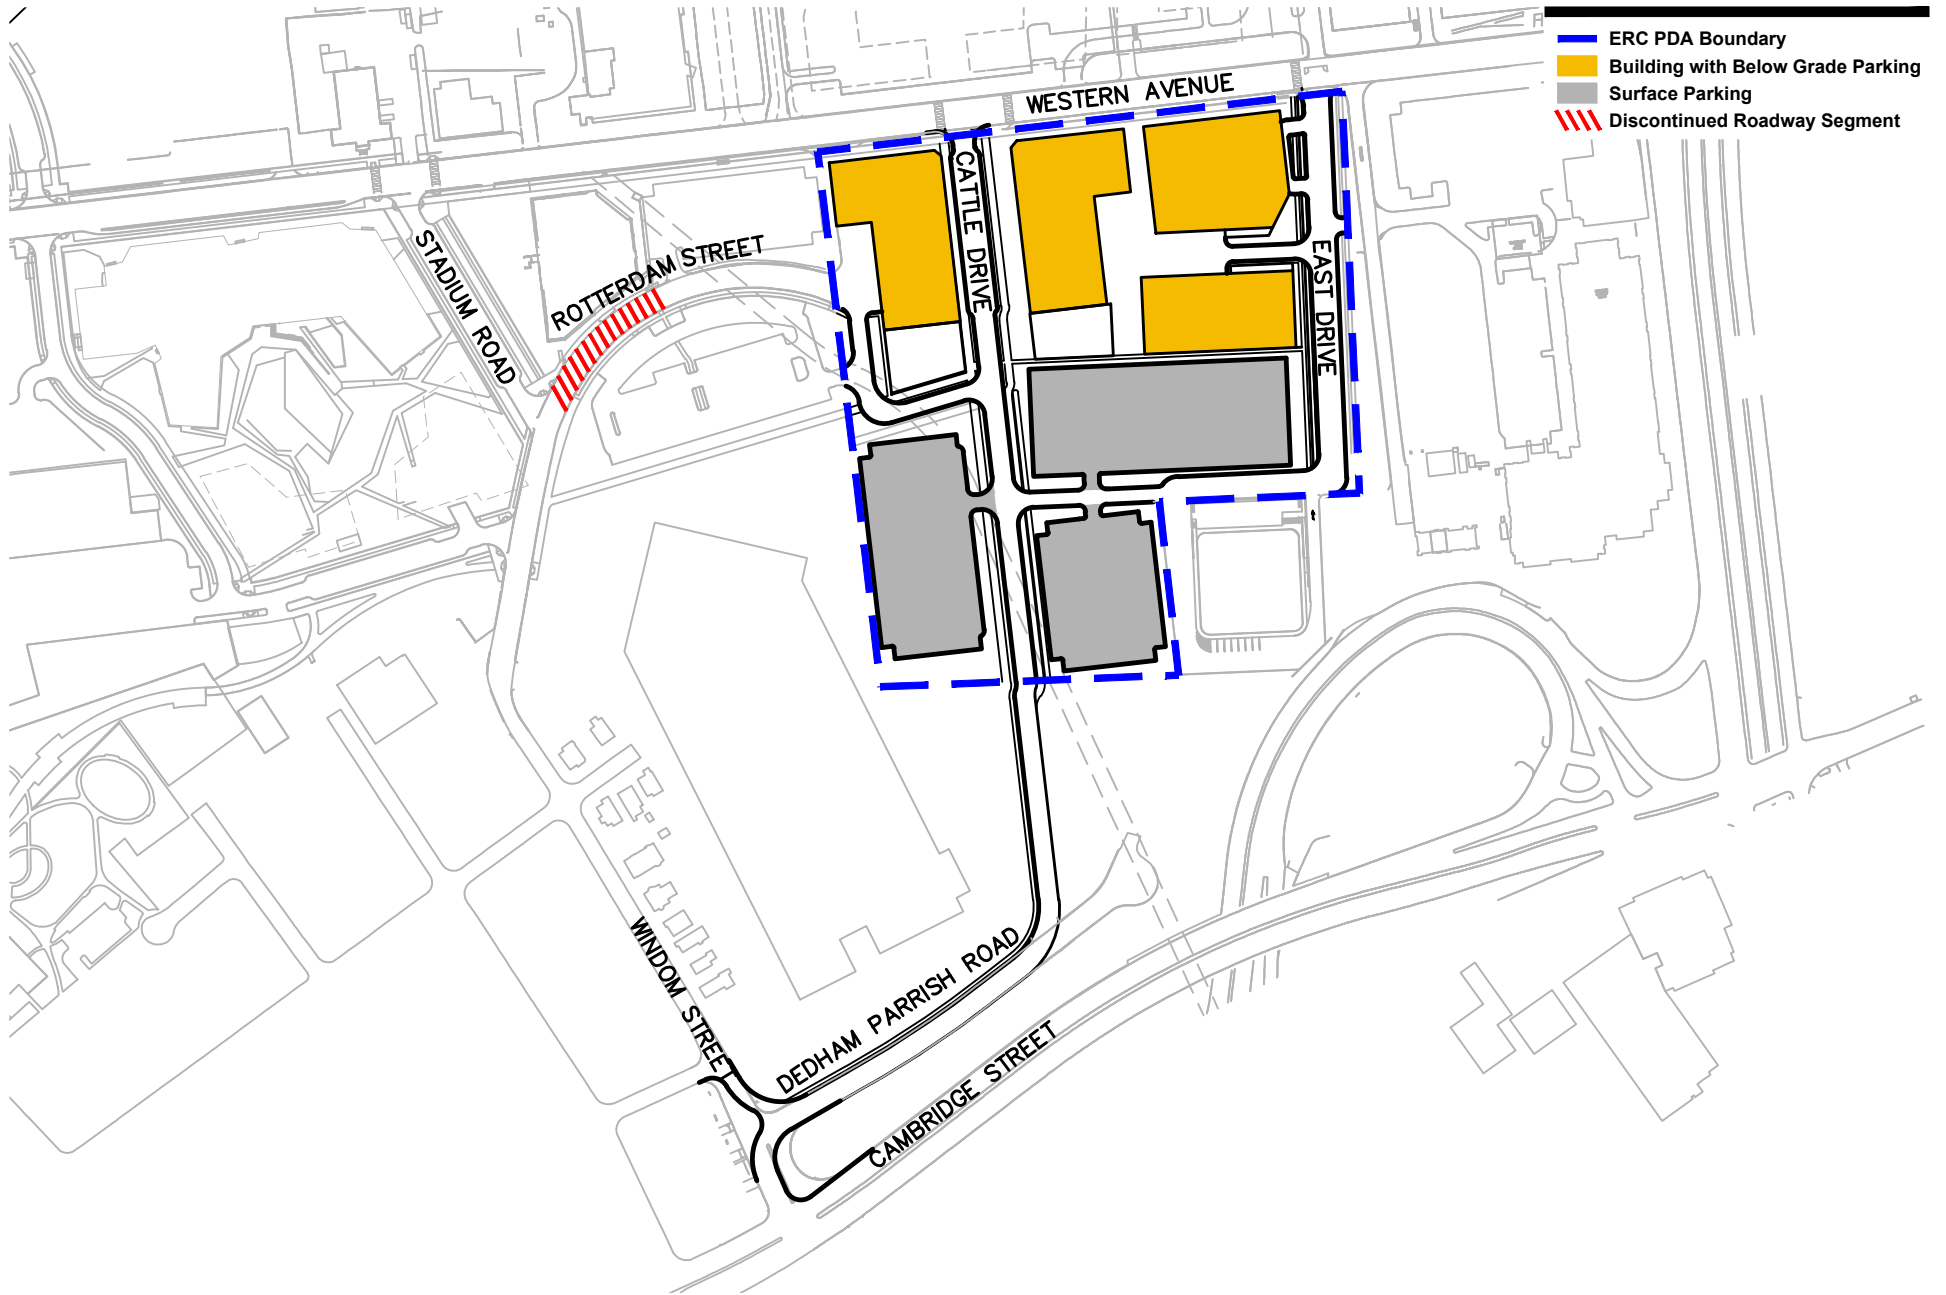 ERC PDA Boundary
Building with Below Grade Parking
Surface Parking
Discontinued Roadway Segment
WESTERN AVENUE
CATTLE DRIVE
STADIUM ROAD
ROTTERDAM STREET
EAST DRIVE
WINDOM STREET
DEDHAM PARRISH ROAD
CAMBRIDGE STREET